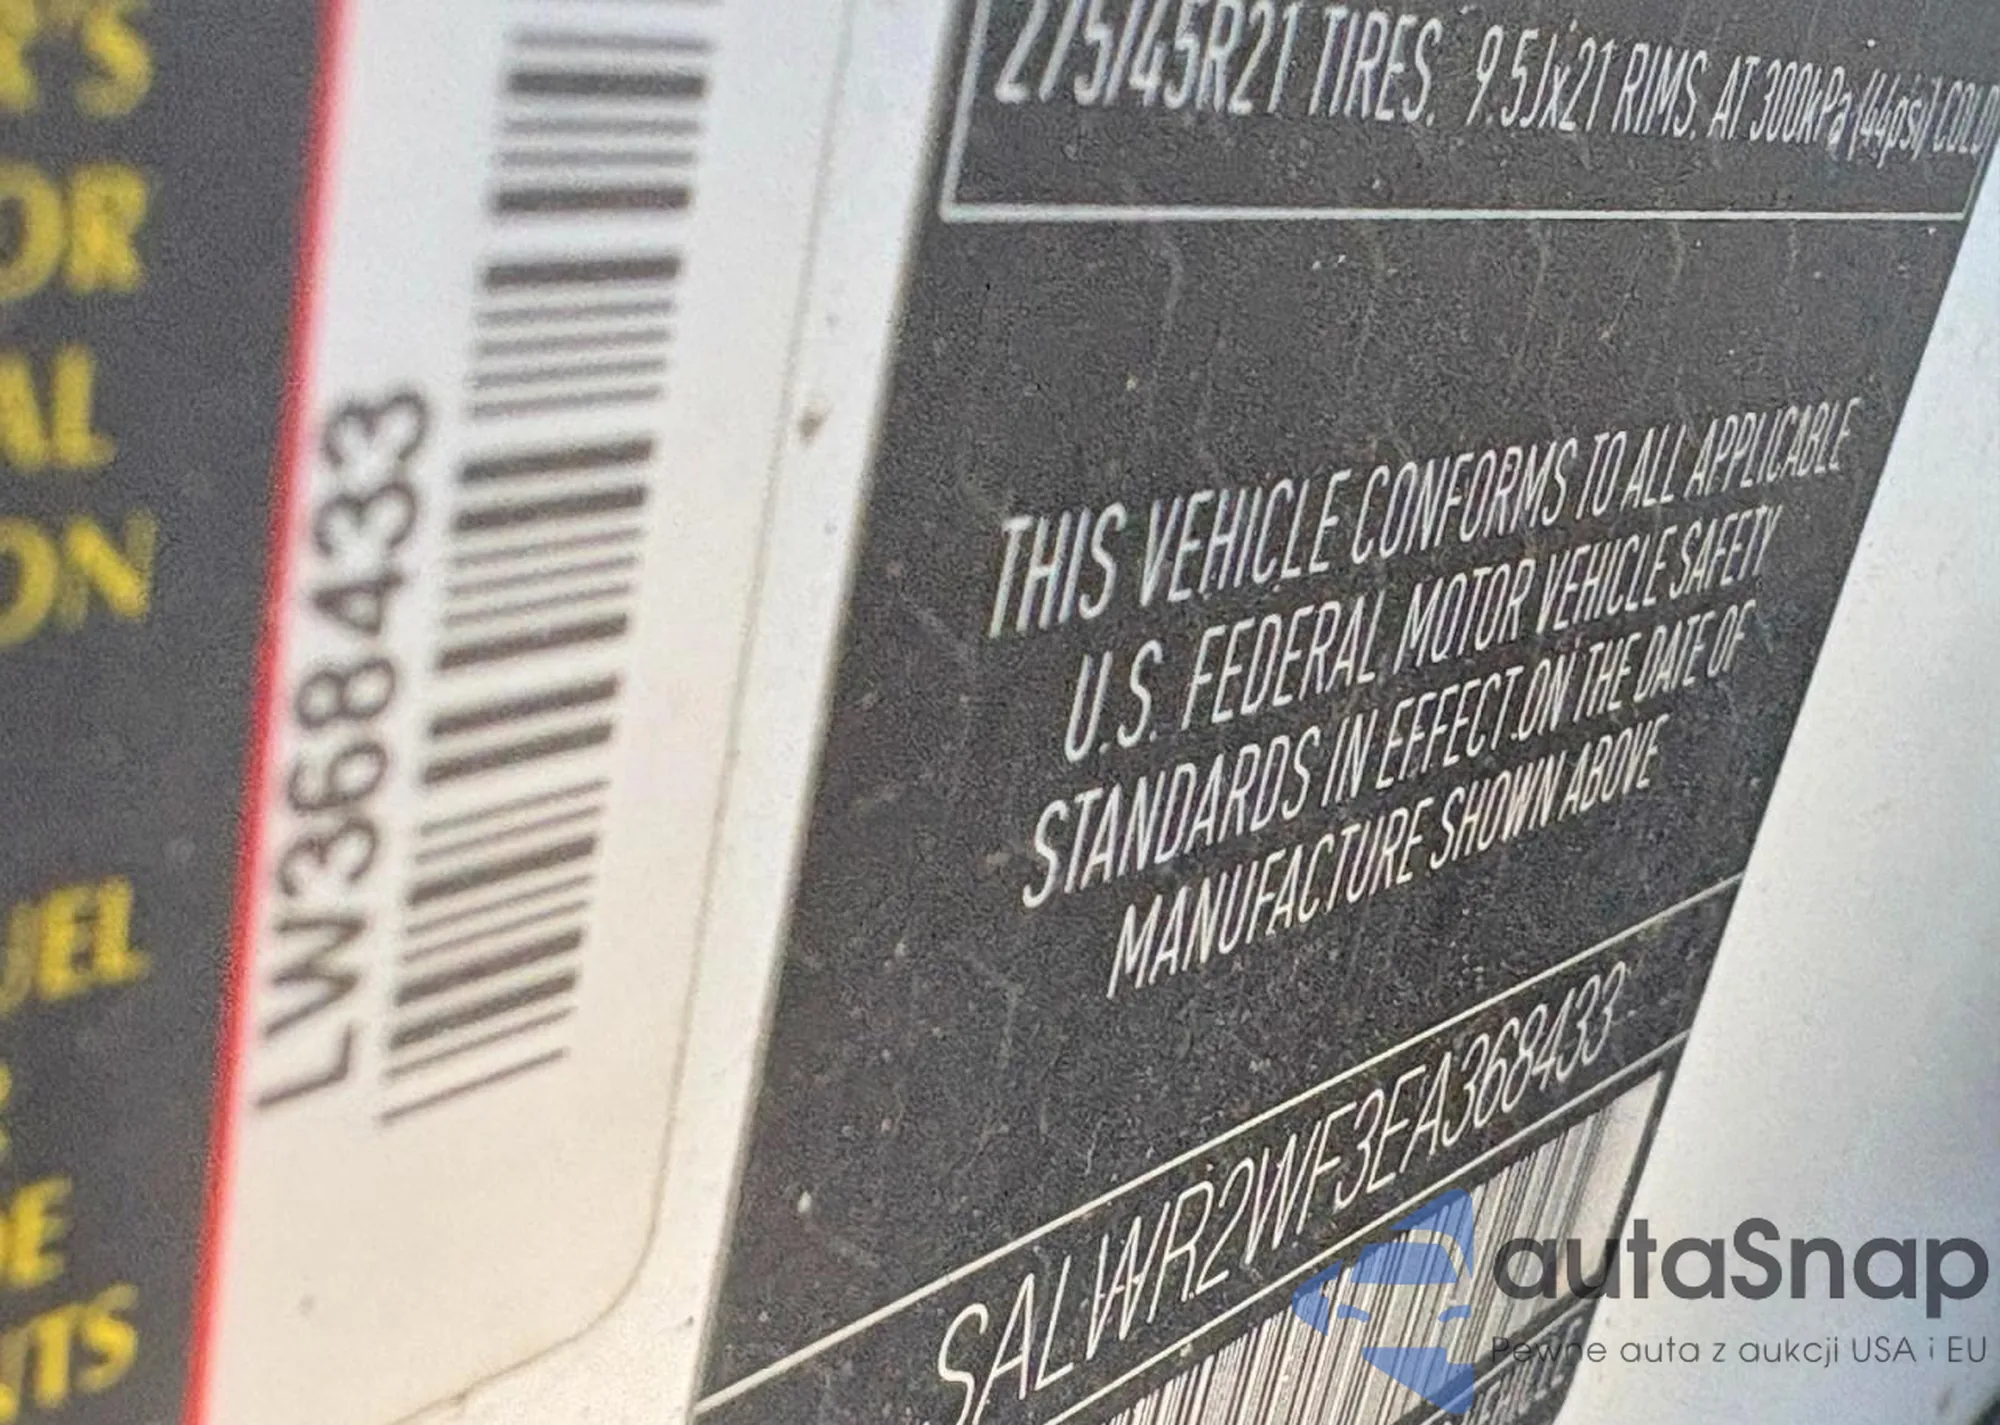 275/45R21 TIRES. 9.5Jx21 RIMS. AT 300kPa (44psi) COLD
THIS VEHICLE CONFORMS TO ALL APPLICABLE
U.S. FEDERAL MOTOR VEHICLE SAFETY
STANDARDS IN EFFECT ON THE DATE OF
MANUFACTURE SHOWN ABOVE
SALWR2WF3EA368433
LW368433
autaSnap
Pewne auta z aukcji USA i EU